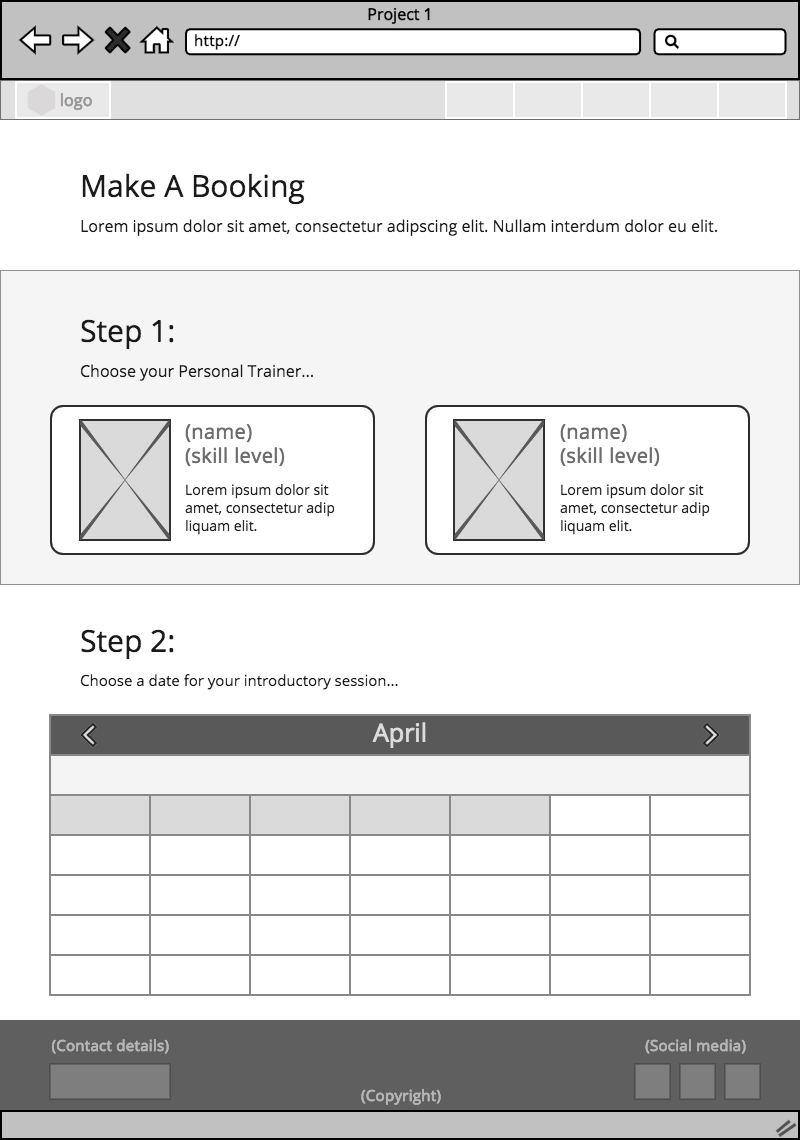 Project 1
http://
logo
Make A Booking
Lorem ipsum dolor sit amet, consectetur adipscing elit. Nullam interdum dolor eu elit.
Step 1:
Choose your Personal Trainer...
(name)
(skill level)
Lorem ipsum dolor sit
amet, consectetur adip
liquam elit.
(name)
(skill level)
Lorem ipsum dolor sit
amet, consectetur adip
liquam elit.
Step 2:
Choose a date for your introductory session...
April
(Contact details)
(Social media)
(Copyright)